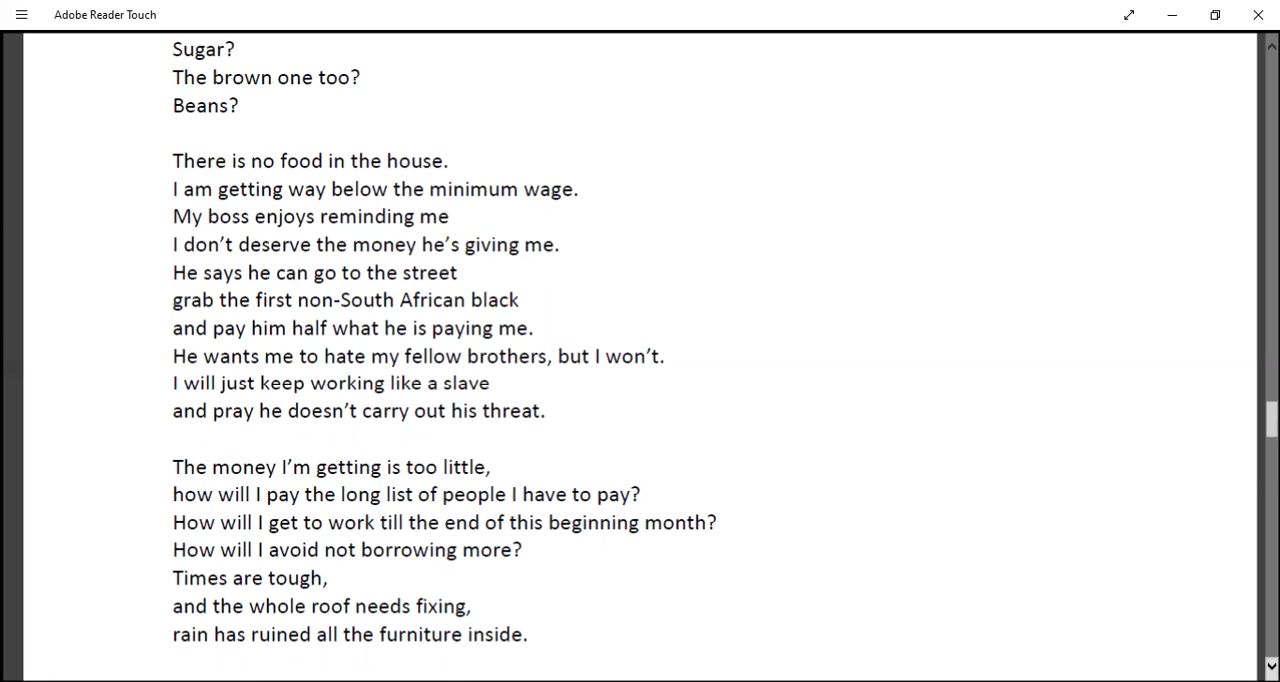 Adobe Reader Touch
Sugar?
The brown one too?
Beans?
There is no food in the house.
I am getting way below the minimum wage.
My boss enjoys reminding me
I don’t deserve the money he’s giving me.
He says he can go to the street
grab the first non-South African black
and pay him half what he is paying me.
He wants me to hate my fellow brothers, but I won’t.
I will just keep working like a slave
and pray he doesn’t carry out his threat.
The money I’m getting is too little,
how will I pay the long list of people I have to pay?
How will I get to work till the end of this beginning month?
How will I avoid not borrowing more?
Times are tough,
and the whole roof needs fixing,
rain has ruined all the furniture inside.